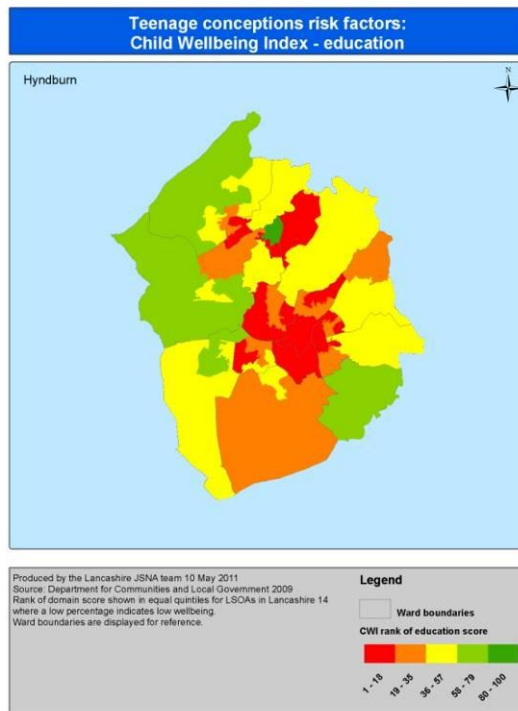 Teenage conceptions risk factors:
Child Wellbeing Index - education
Hyndburn
N
Produced by the Lancashire JSNA team 10 May 2011
Source: Department for Communities and Local Government 2009
Rank of domain score shown in equal quintiles for LSOAs in Lancashire 14
where a low percentage indicates low wellbeing.
Ward boundaries are displayed for reference.
Legend
Ward boundaries
CWI rank of education score
1 - 18
19 - 35
36 - 57
58 - 79
80 - 100